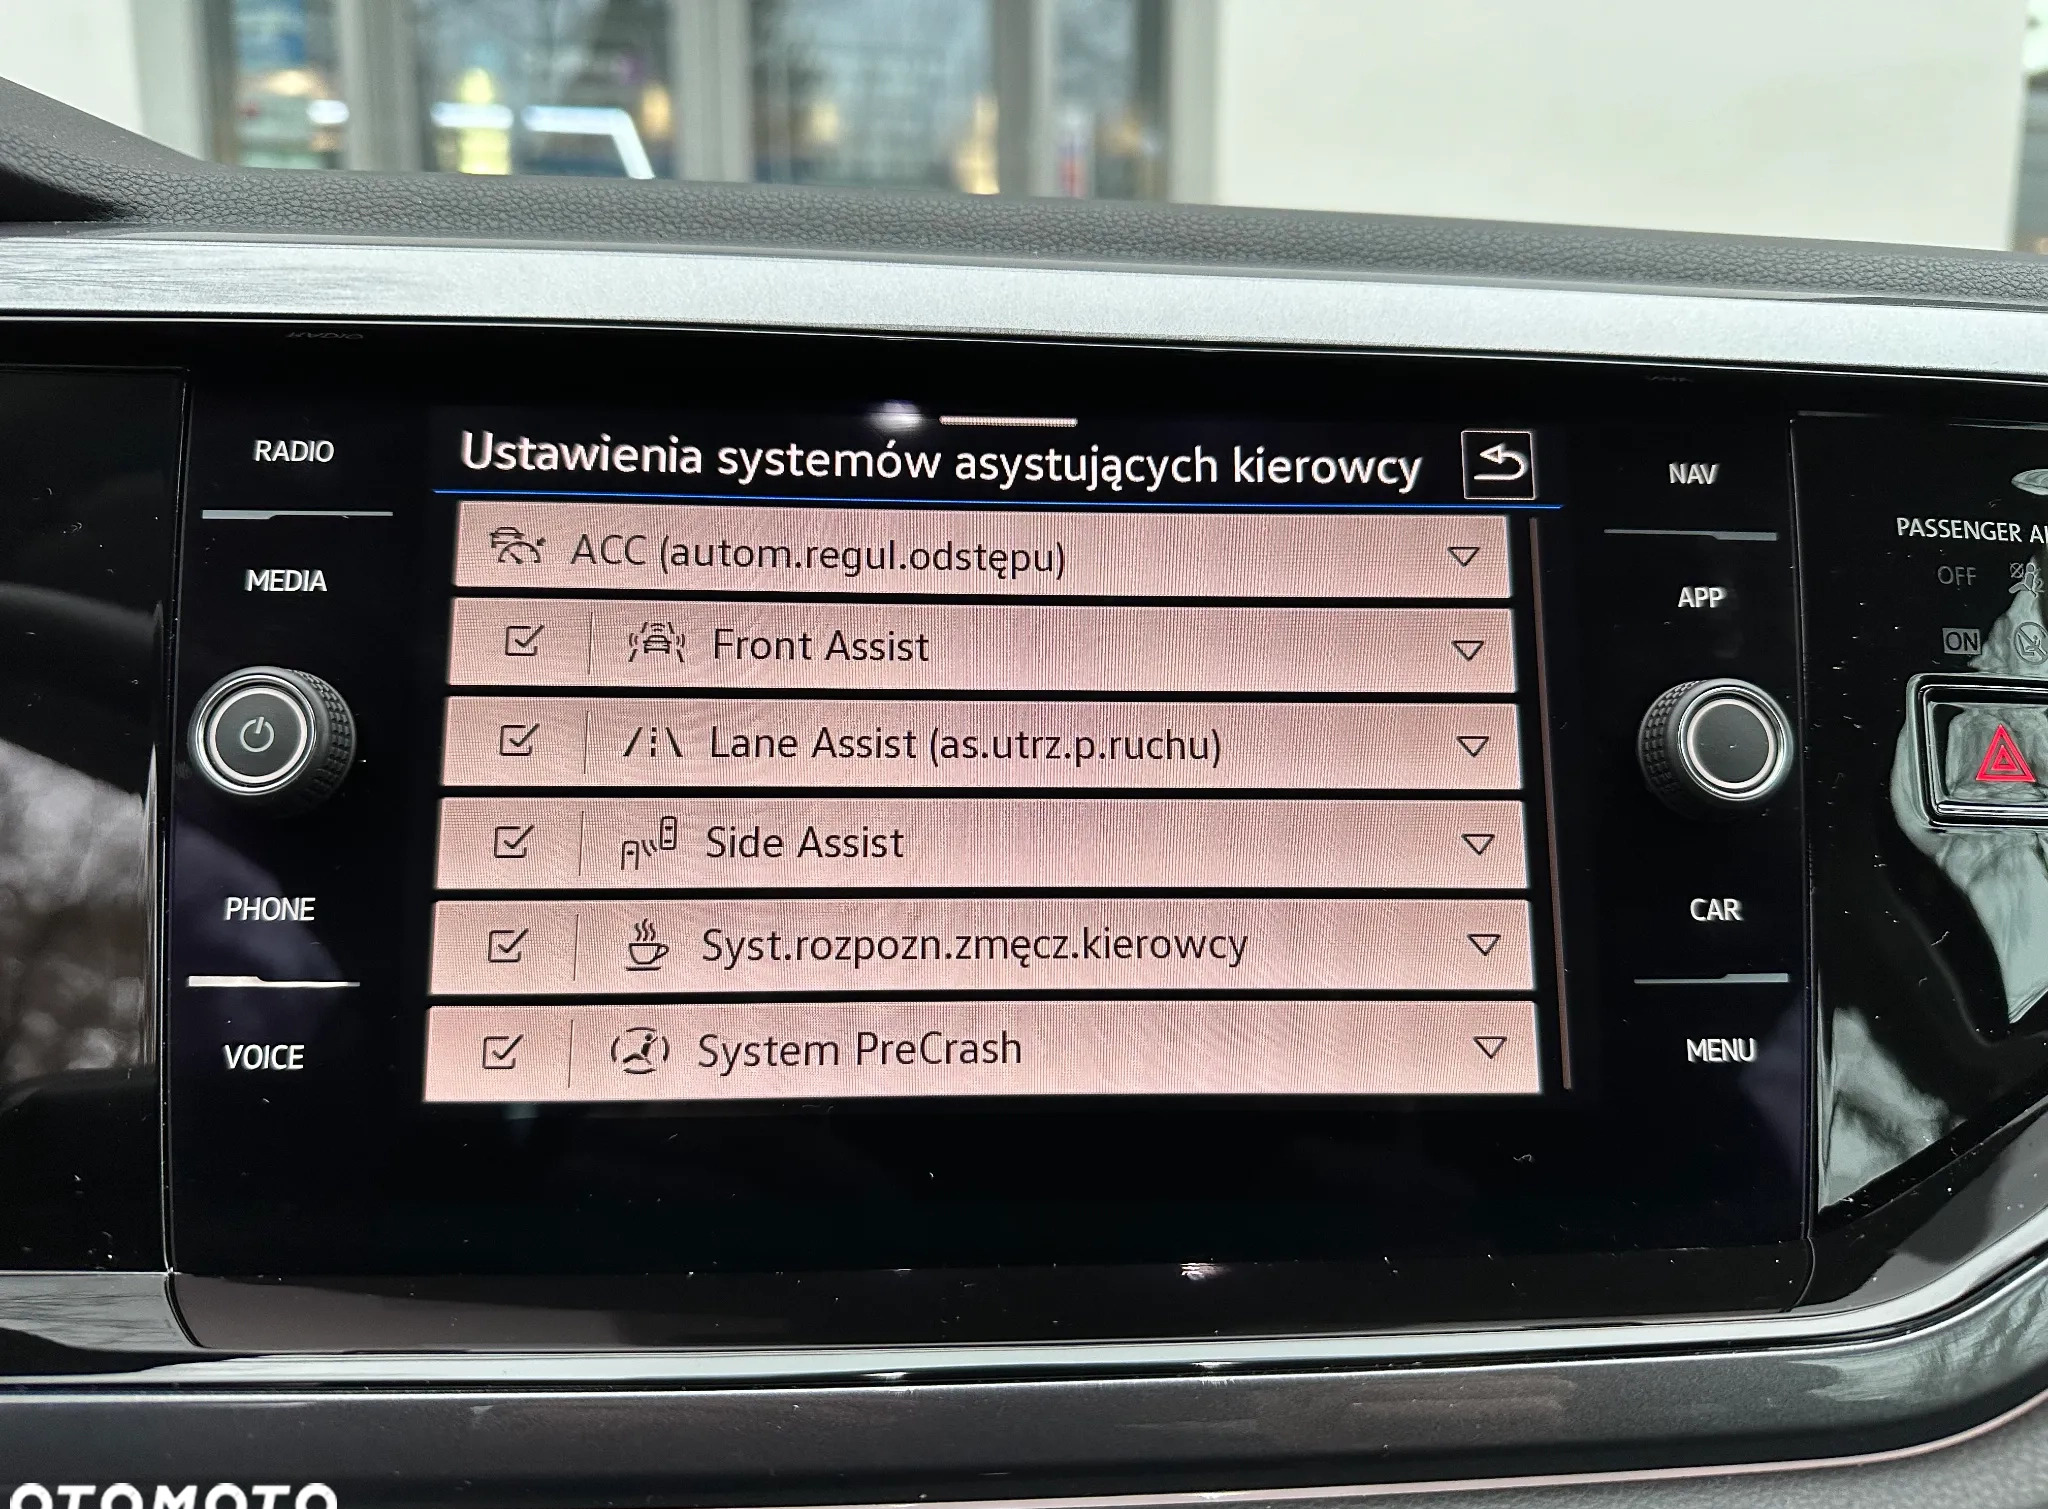 RADIO
MEDIA
PHONE
VOICE
Ustawienia systemów asystujących kierowcy
ACC (autom.regul.odstępu)
Front Assist
Lane Assist (as.utrz.p.ruchu)
Side Assist
Syst.rozpozn.zmęcz.kierowcy
System PreCrash
NAV
APP
CAR
MENU
PASSENGER
OFF
ON
OTOMOTO